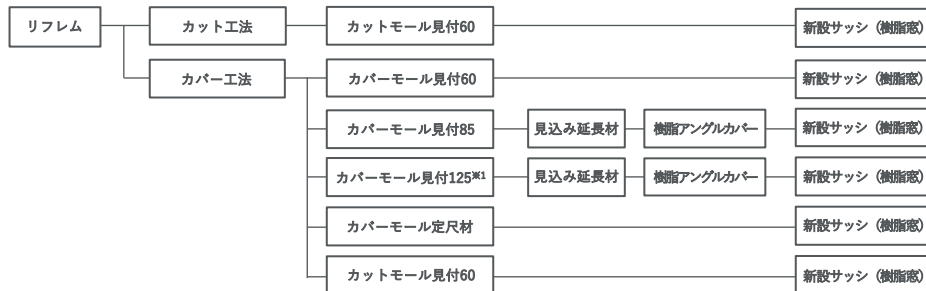 リフレム カット工法 カットモール見付60 新設サッシ（樹脂窓）
カバー工法 カバーモール見付60 新設サッシ（樹脂窓）
カバーモール見付85 見込み延長材 樹脂アングルカバー 新設サッシ（樹脂窓）
カバーモール見付125※1 見込み延長材 樹脂アングルカバー 新設サッシ（樹脂窓）
カバーモール定尺材 新設サッシ（樹脂窓）
カットモール見付60 新設サッシ（樹脂窓）